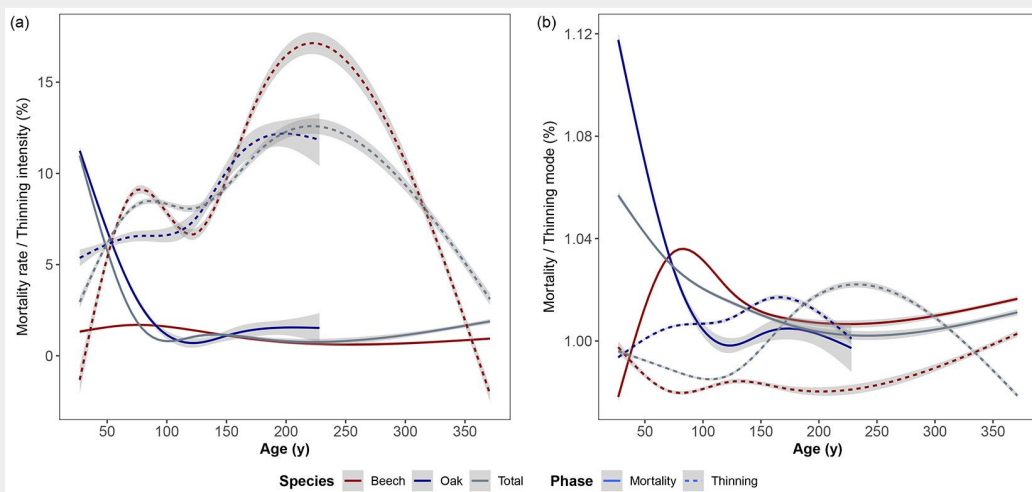 (a)
Mortality rate / Thinning intensity (%)
15
10
5
0
50 100 150 200 250 300 350
Age (y)
(b)
Mortality / Thinning mode (%)
1.12
1.08
1.04
1.00
50 100 150 200 250 300 350
Age (y)
Species Beech Oak Total Phase Mortality Thinning